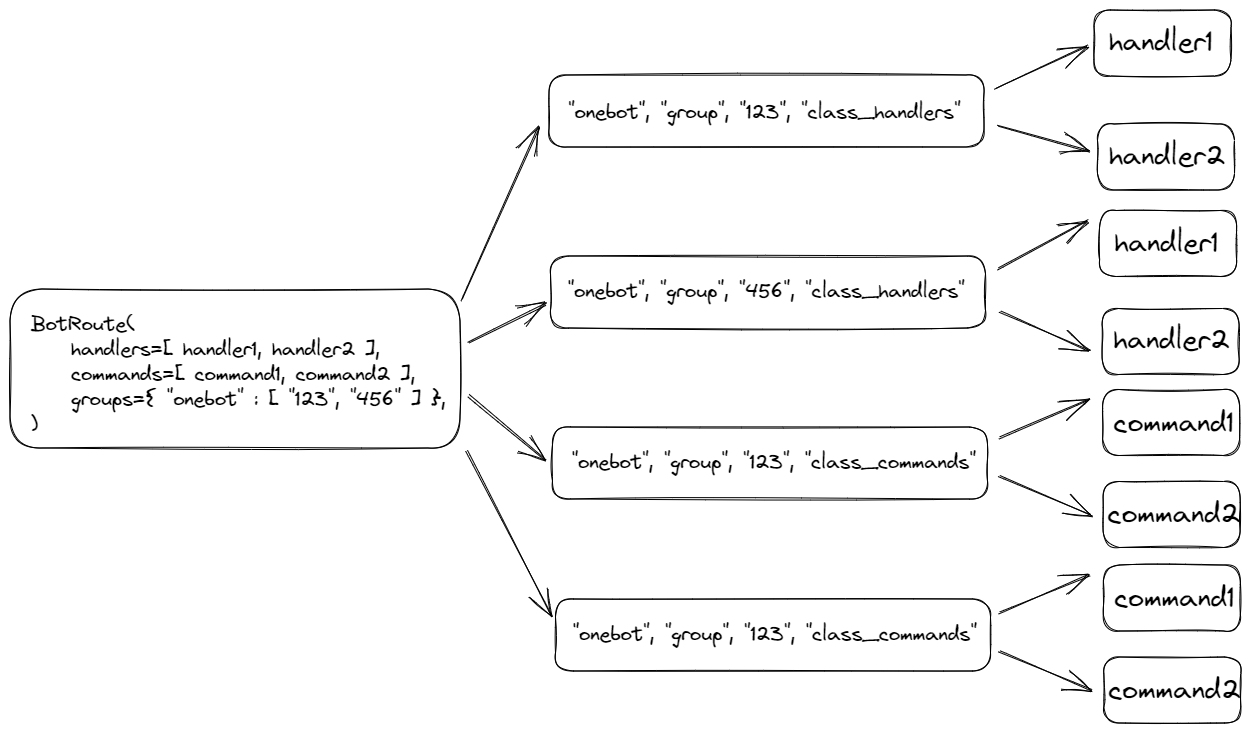 BotRoute(
handlers=[ handler1, handler2 ],
commands=[ command1, command2 ],
groups={ "onebot" : [ "123", "456" ] },
)
"onebot", "group", "123", "class_handlers"
handler1
handler2
"onebot", "group", "456", "class_handlers"
handler1
handler2
"onebot", "group", "123", "class_commands"
command1
command2
"onebot", "group", "123", "class_commands"
command1
command2